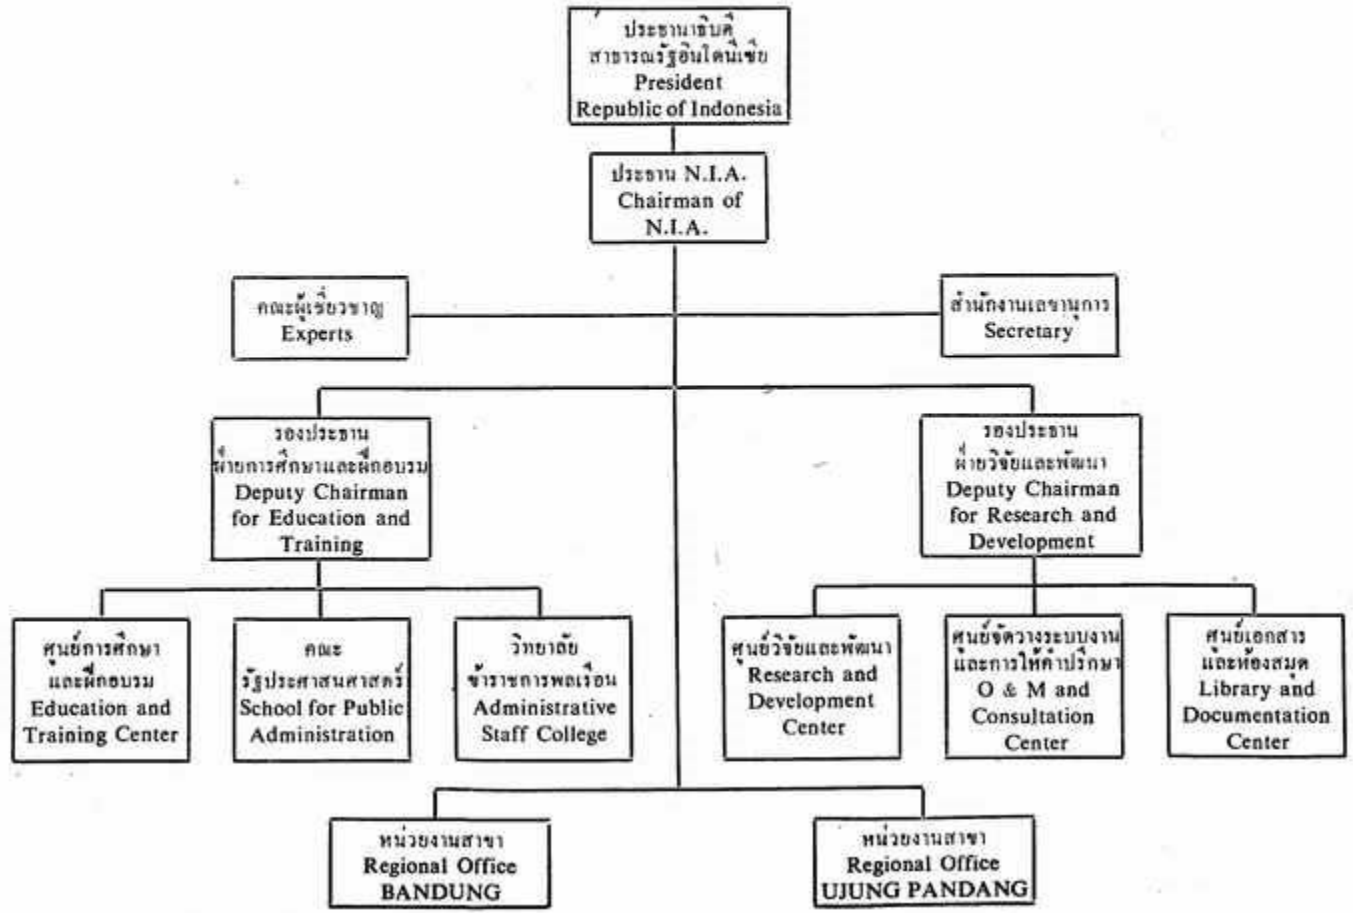 ประธานาธิบดี
สาธารณรัฐอินโดนีเซีย
President
Republic of Indonesia
ประธาน N.I.A.
Chairman of
N.I.A.
คณะผู้เชี่ยวชาญ
Experts
สำนักงานเลขานุการ
Secretary
รองประธาน
ฝ่ายการศึกษาและฝึกอบรม
Deputy Chairman
for Education and
Training
รองประธาน
ฝ่ายวิจัยและพัฒนา
Deputy Chairman
for Research and
Development
ศูนย์การศึกษา
และฝึกอบรม
Education and
Training Center
คณะ
รัฐประศาสนศาสตร์
School for Public
Administration
วิทยาลัย
ข้าราชการพลเรือน
Administrative
Staff College
ศูนย์วิจัยและพัฒนา
Research and
Development
Center
ศูนย์จัดวางระบบงาน
และการให้คำปรึกษา
O & M and
Consultation
Center
ศูนย์เอกสาร
และห้องสมุด
Library and
Documentation
Center
หน่วยงานสาขา
Regional Office
BANDUNG
หน่วยงานสาขา
Regional Office
UJUNG PANDANG